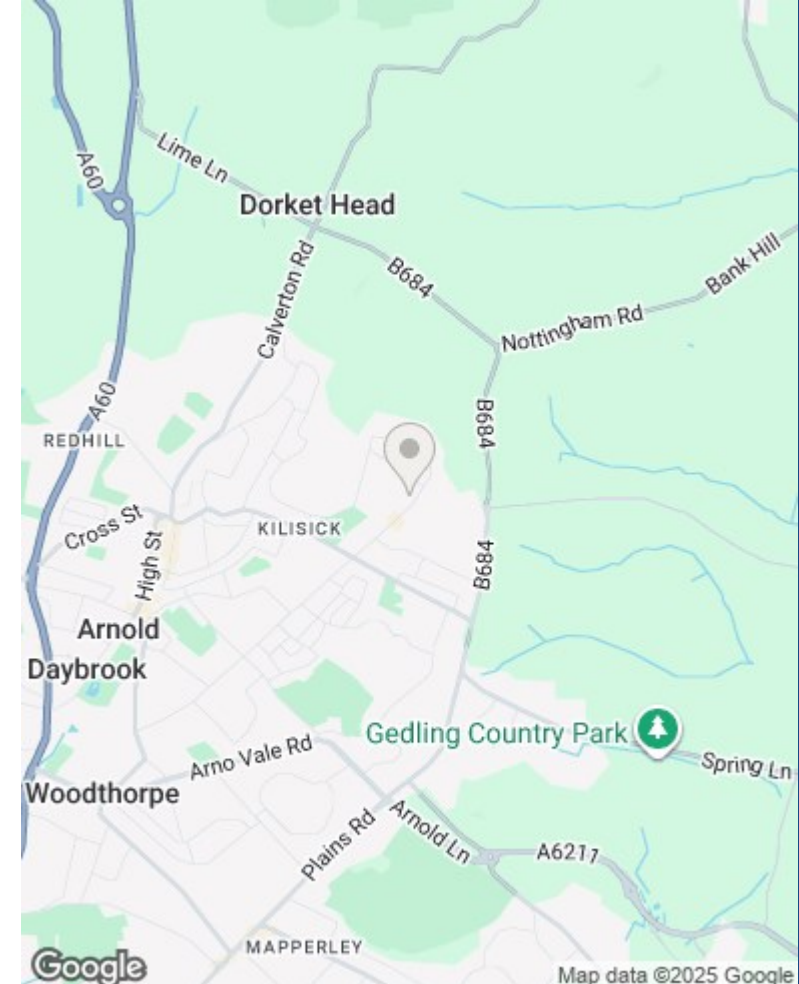 A60
Lime Ln
Dorket Head
Calverton Rd
B684
Bank Hill
Nottingham Rd
A60
B684
REDHILL
Cross St
KILISICK
High St
B684
Arnold
Daybrook
Gedling Country Park
Arno Vale Rd
Spring Ln
Woodthorpe
Plains Rd
Arnold Ln
A6211
MAPPERLEY
Google
Map data ©2025 Google